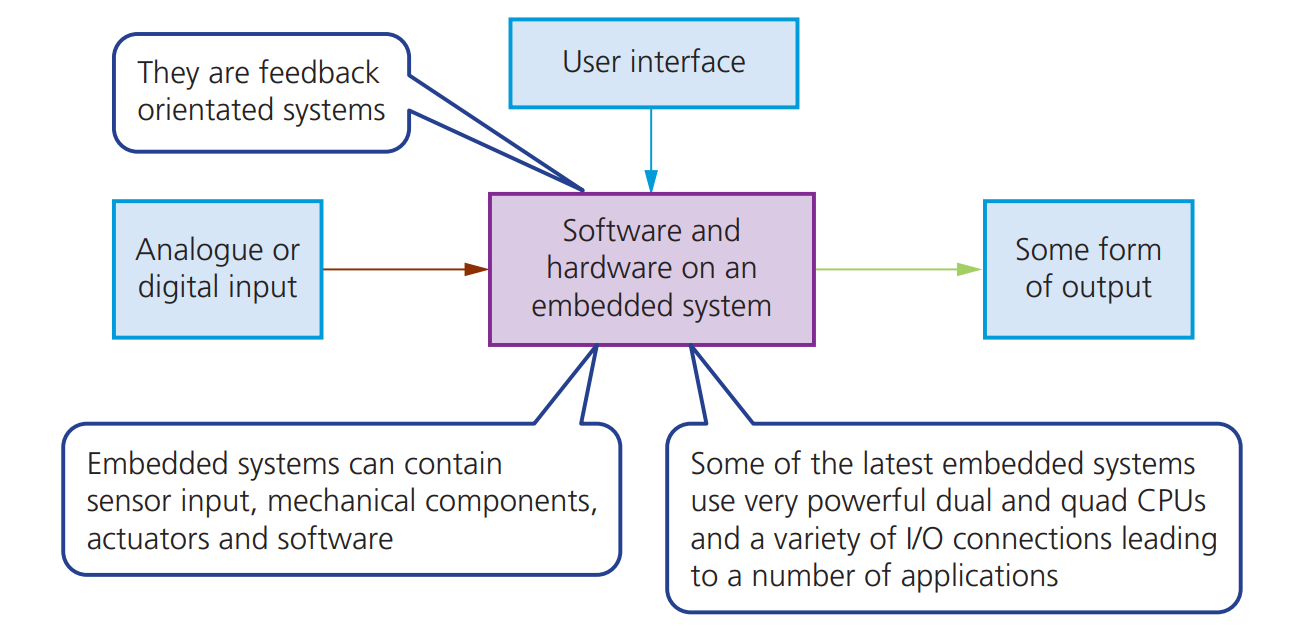 They are feedback
orientated systems
User interface
Analogue or
digital input
Software and
hardware on an
embedded system
Some form
of output
Embedded systems can contain
sensor input, mechanical components,
actuators and software
Some of the latest embedded systems
use very powerful dual and quad CPUs
and a variety of I/O connections leading
to a number of applications